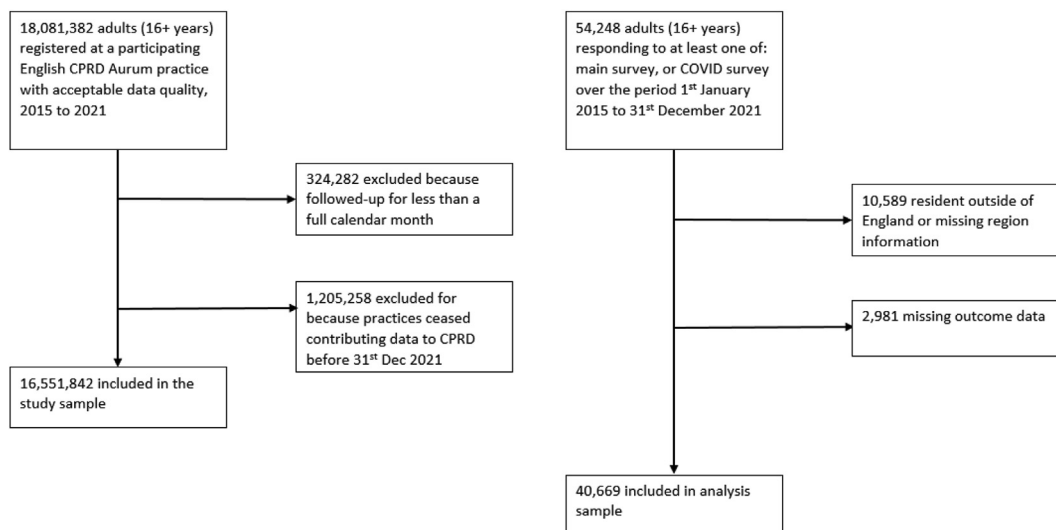 18,081,382 adults (16+ years)
registered at a participating
English CPRD Aurum practice
with acceptable data quality,
2015 to 2021
324,282 excluded because
followed-up for less than a
full calendar month
1,205,258 excluded for
because practices ceased
contributing data to CPRD
before 31st Dec 2021
16,551,842 included in the
study sample
54,248 adults (16+ years)
responding to at least one of:
main survey, or COVID survey
over the period 1st January
2015 to 31st December 2021
10,589 resident outside of
England or missing region
information
2,981 missing outcome data
40,669 included in analysis
sample